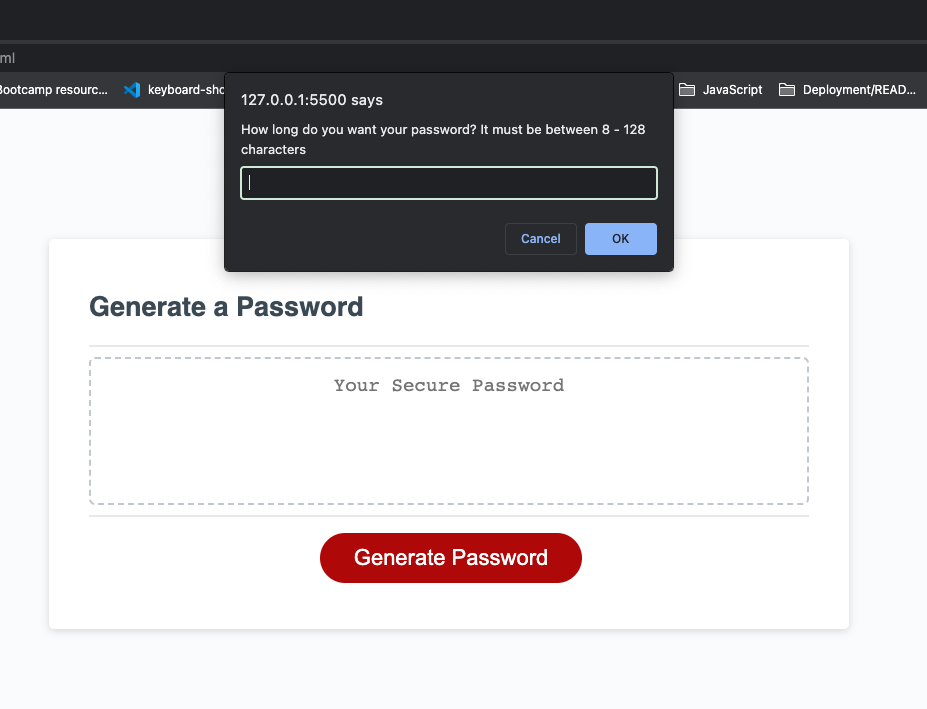 ml
Bootcamp resourc... keyboard-sho JavaScript Deployment/READ...
127.0.0.1:5500 says
How long do you want your password? It must be between 8 - 128
characters
Cancel OK
Generate a Password
Your Secure Password
Generate Password